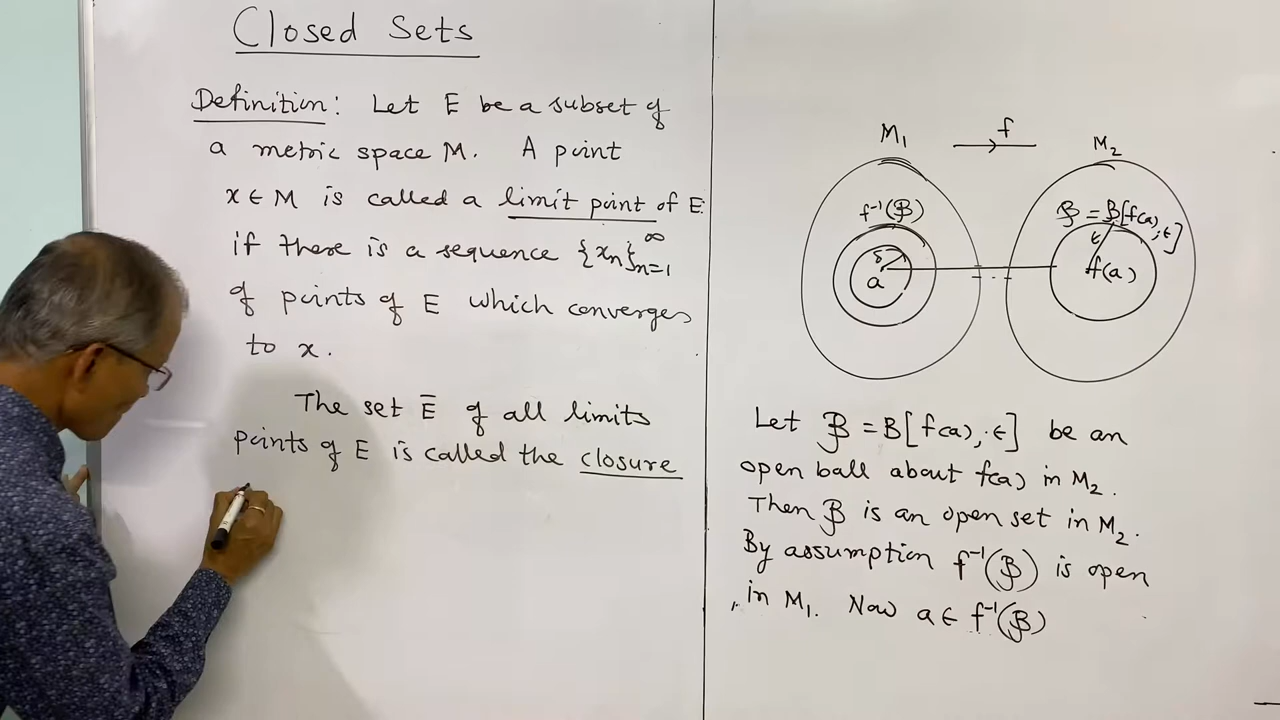 Closed Sets
Definition: Let E be a subset of
a metric space M. A point
x ∈ M is called a limit point of E
if there is a sequence {xₙ}ₙ₌₁^∞
of points of E which converges
to x.
The set Ē of all limits
points of E is called the closure
M₁ → f M₂
f⁻¹(𝔅) 𝔅 = B[f(a), ε]
δ ε
a f(a)
Let 𝔅 = B[f(a), ε] be an
open ball about f(a) in M₂.
Then 𝔅 is an open set in M₂.
By assumption f⁻¹(𝔅) is open
in M₁. Now a ∈ f⁻¹(𝔅)